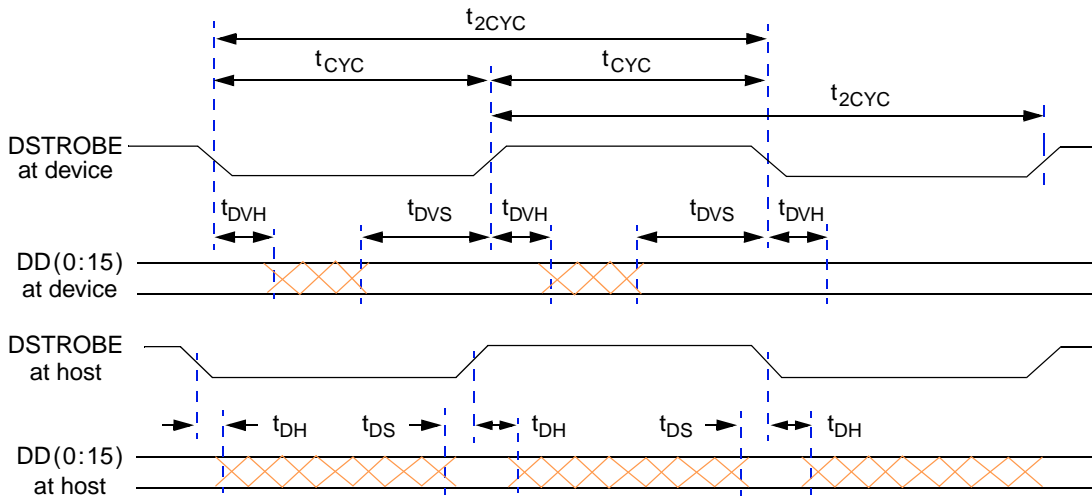 t2CYC
tCYC tCYC
t2CYC
DSTROBE
at device
tDVH tDVS tDVH tDVS tDVH
DD(0:15)
at device
DSTROBE
at host
tDH tDS tDH tDS tDH
DD(0:15)
at host